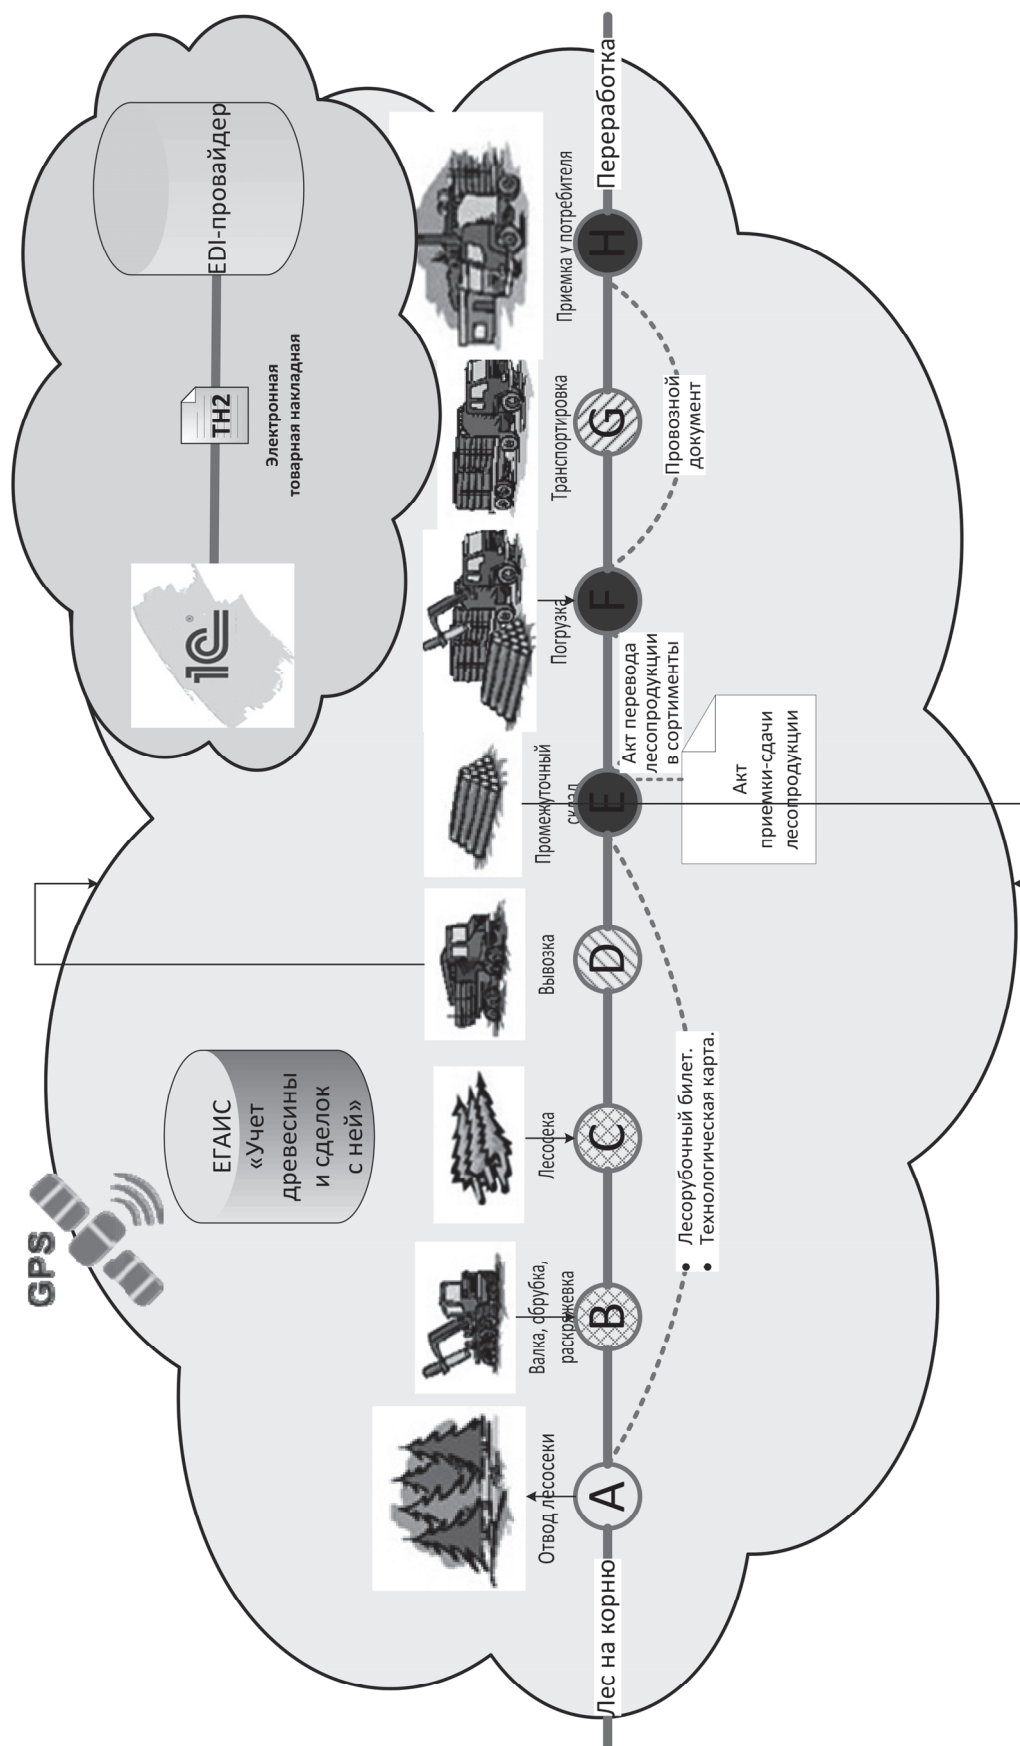 GPS
ЕГАИС
«Учет
древесины
и сделок
с ней»
1С®
ТН2
Электронная
товарная накладная
EDI-провайдер
Отвод лесосеки
Валка, обрубка,
раскряжевка
Лесосека
Вывозка
Промежуточный
склад
Погрузка
Транспортировка
Приемка у потребителя
Лес на корню
A
B
C
D
E
F
G
H
Переработка
• Лесорубочный билет.
• Технологическая карта.
Акт перевода
лесопродукции
в сортименты
Акт
приемки-сдачи
лесопродукции
Провозной
документ